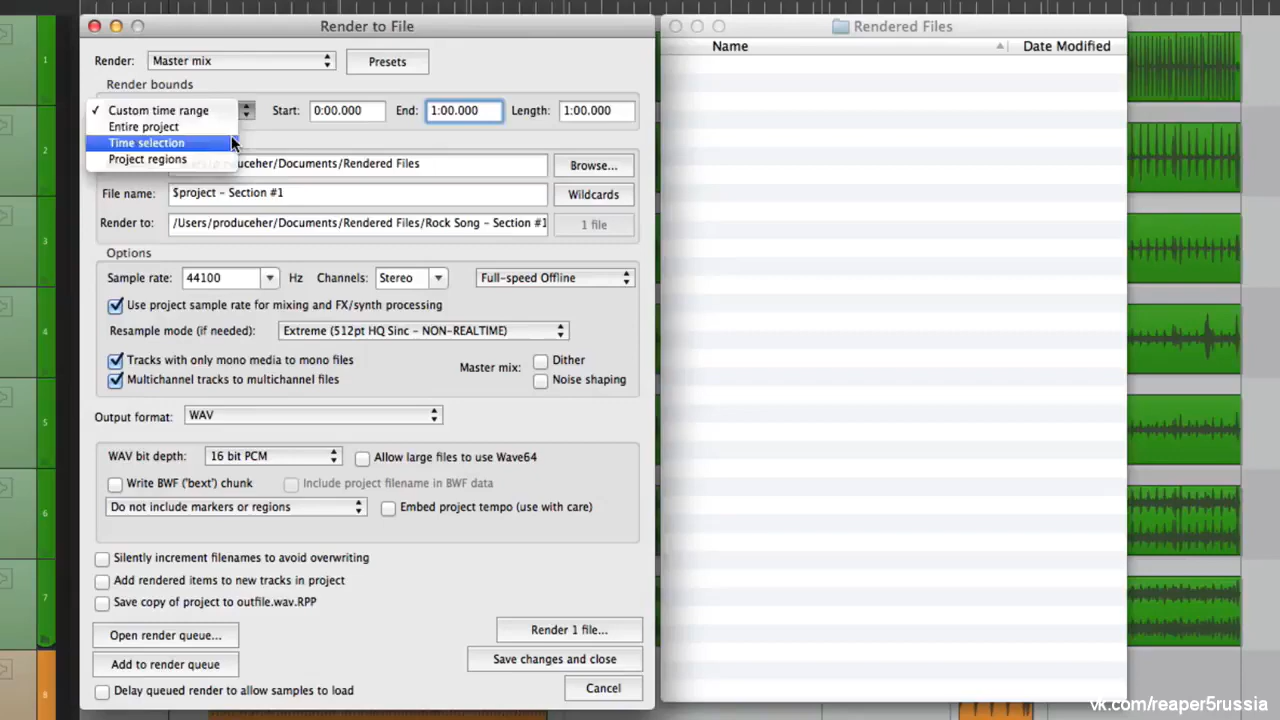 Render to File
Rendered Files
Name
Date Modified
Render: Master mix Presets
Render bounds
✓ Custom time range
Entire project
Time selection
Project regions
Start: 0:00.000 End: 1:00.000 Length: 1:00.000
produceher/Documents/Rendered Files Browse...
File name: $project - Section #1 Wildcards
Render to: /Users/produceher/Documents/Rendered Files/Rock Song - Section #1 1 file
Options
Sample rate: 44100 Hz Channels: Stereo Full-speed Offline
Use project sample rate for mixing and FX/synth processing
Resample mode (if needed): Extreme (512pt HQ Sinc - NON-REALTIME)
Tracks with only mono media to mono files
Multichannel tracks to multichannel files
Master mix: Dither
Noise shaping
Output format: WAV
WAV bit depth: 16 bit PCM Allow large files to use Wave64
Write BWF ('bext') chunk Include project filename in BWF data
Do not include markers or regions Embed project tempo (use with care)
Silently increment filenames to avoid overwriting
Add rendered items to new tracks in project
Save copy of project to outfile.wav.RPP
Open render queue... Render 1 file...
Add to render queue Save changes and close
Delay queued render to allow samples to load Cancel
1
2
3
4
5
6
7
8
vk.com/reaper5russia